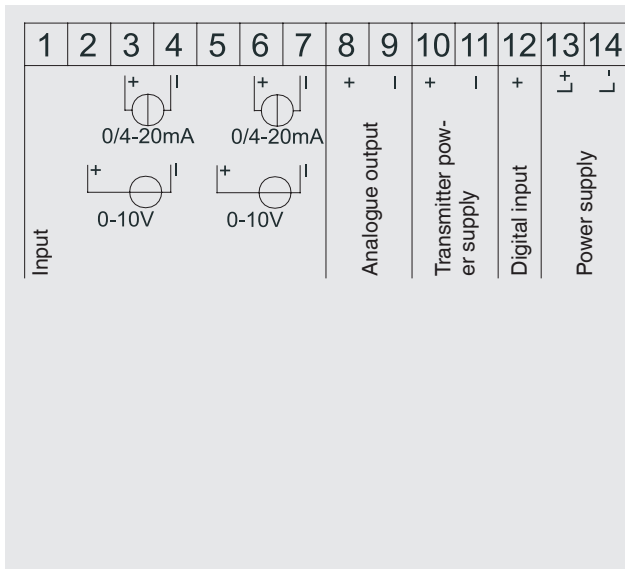 1 2 3 4 5 6 7 8 9 10 11 12 13 14
+ I + I + − + − + L+ L -
0/4-20mA 0/4-20mA
+ I + I
0-10V 0-10V
Input
Analogue output
Transmitter pow-
er supply
Digital input
Power supply